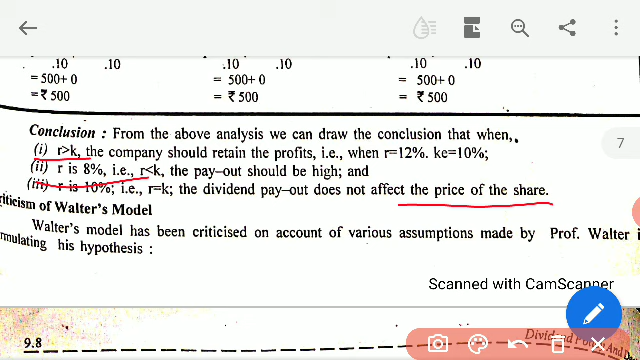 .10 .10 .10 .10 .10 .10
= 500+ 0 = 500+ 0 = 500+ 0
= ₹ 500 = ₹ 500 = ₹ 500
Conclusion : From the above analysis we can draw the conclusion that when,
(i) r>k, the company should retain the profits, i.e., when r=12%. ke=10%;
(ii) r is 8%, i.e., r<k, the pay-out should be high; and
(iii) r is 10%; i.e., r=k; the dividend pay-out does not affect the price of the share.
riticism of Walter's Model
Walter's model has been criticised on account of various assumptions made by Prof. Walter i
rmulating his hypothesis :
7
Scanned with CamScanner
9.8